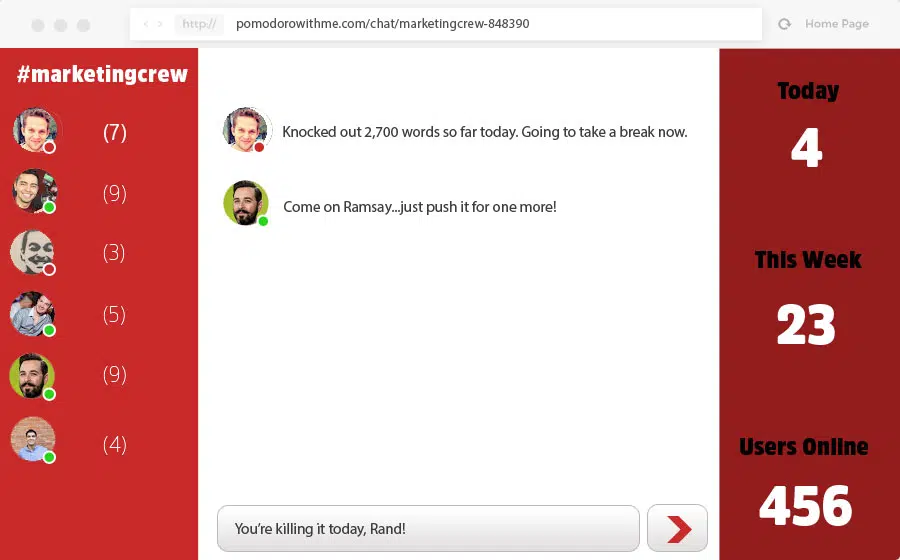 http://
pomodorowithme.com/chat/marketingcrew-848390
Home Page
#marketingcrew
(7)
(9)
(3)
(5)
(9)
(4)
Knocked out 2,700 words so far today. Going to take a break now.
Come on Ramsay...just push it for one more!
You're killing it today, Rand!
Today
4
This Week
23
Users Online
456